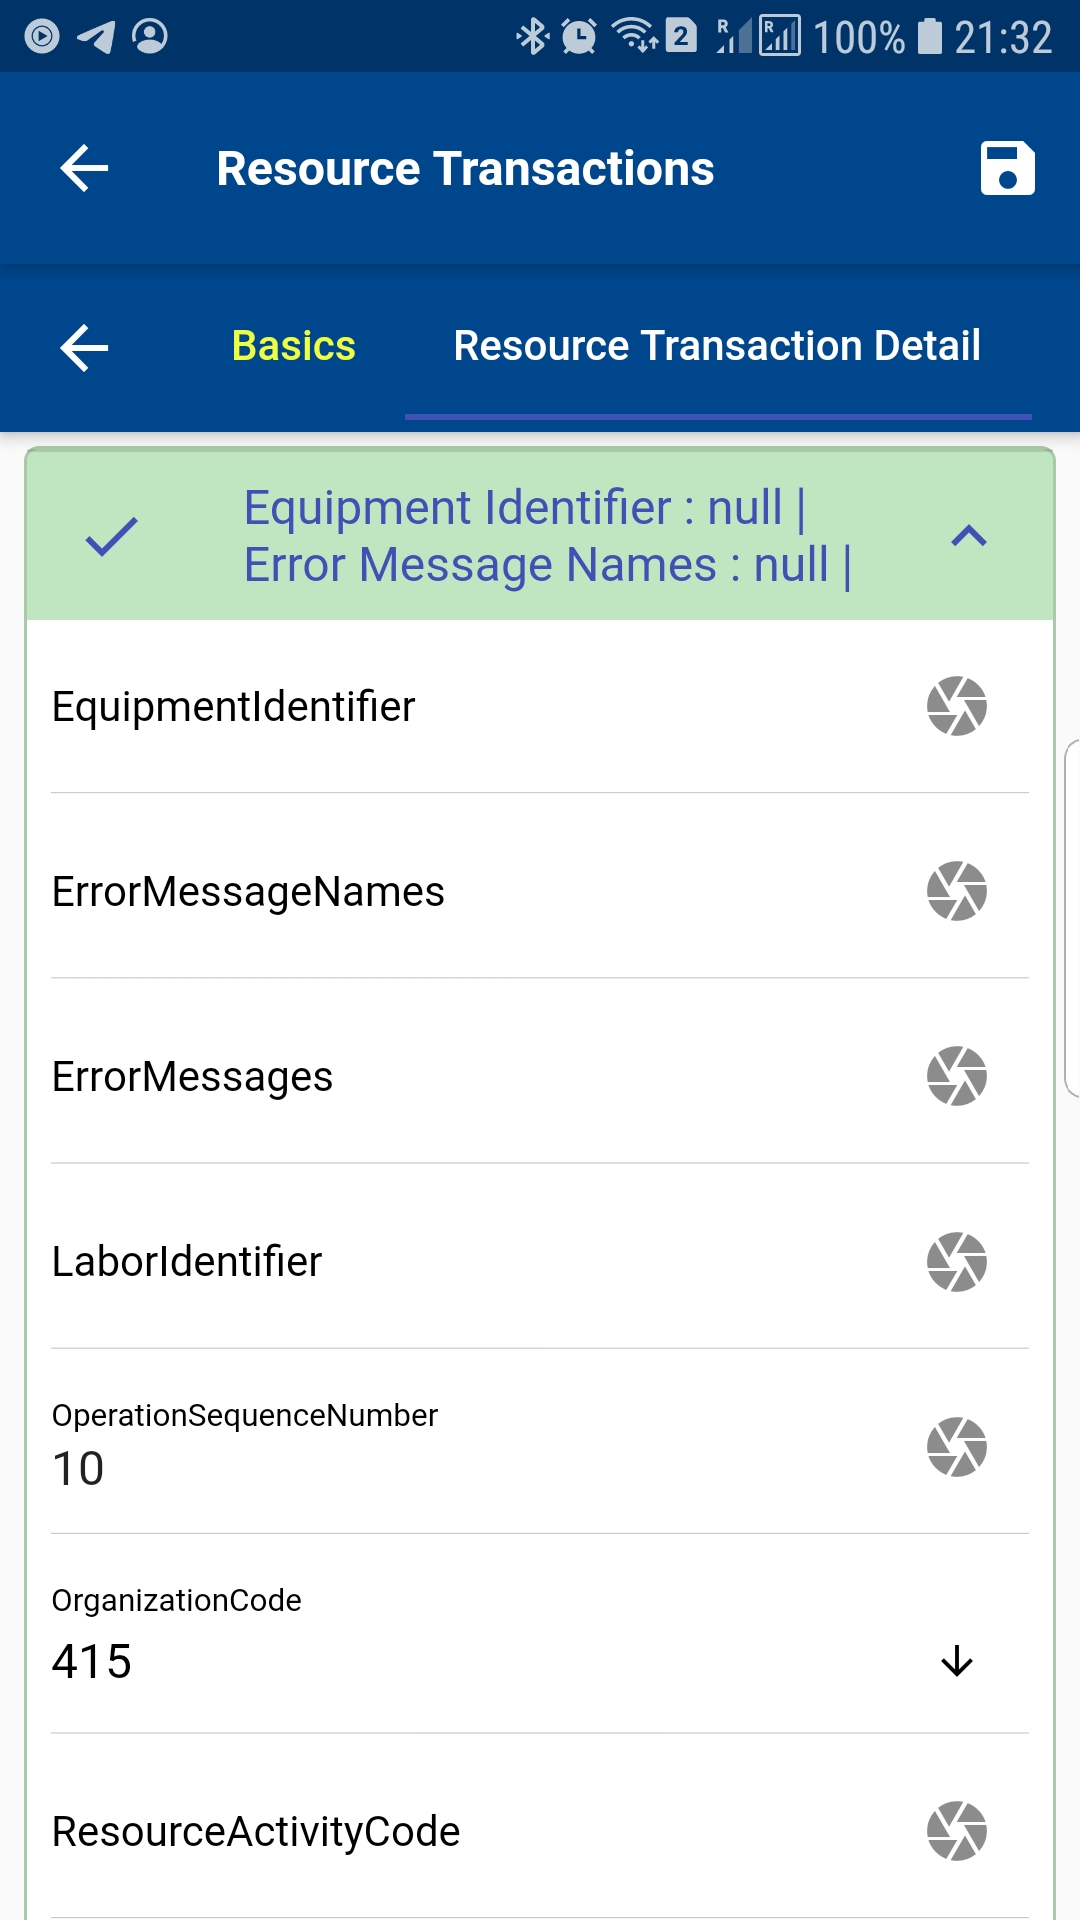 R 2 R 100% 21:32
Resource Transactions
Basics Resource Transaction Detail
Equipment Identifier : null |
Error Message Names : null |
EquipmentIdentifier
ErrorMessageNames
ErrorMessages
LaborIdentifier
OperationSequenceNumber
10
OrganizationCode
415
ResourceActivityCode